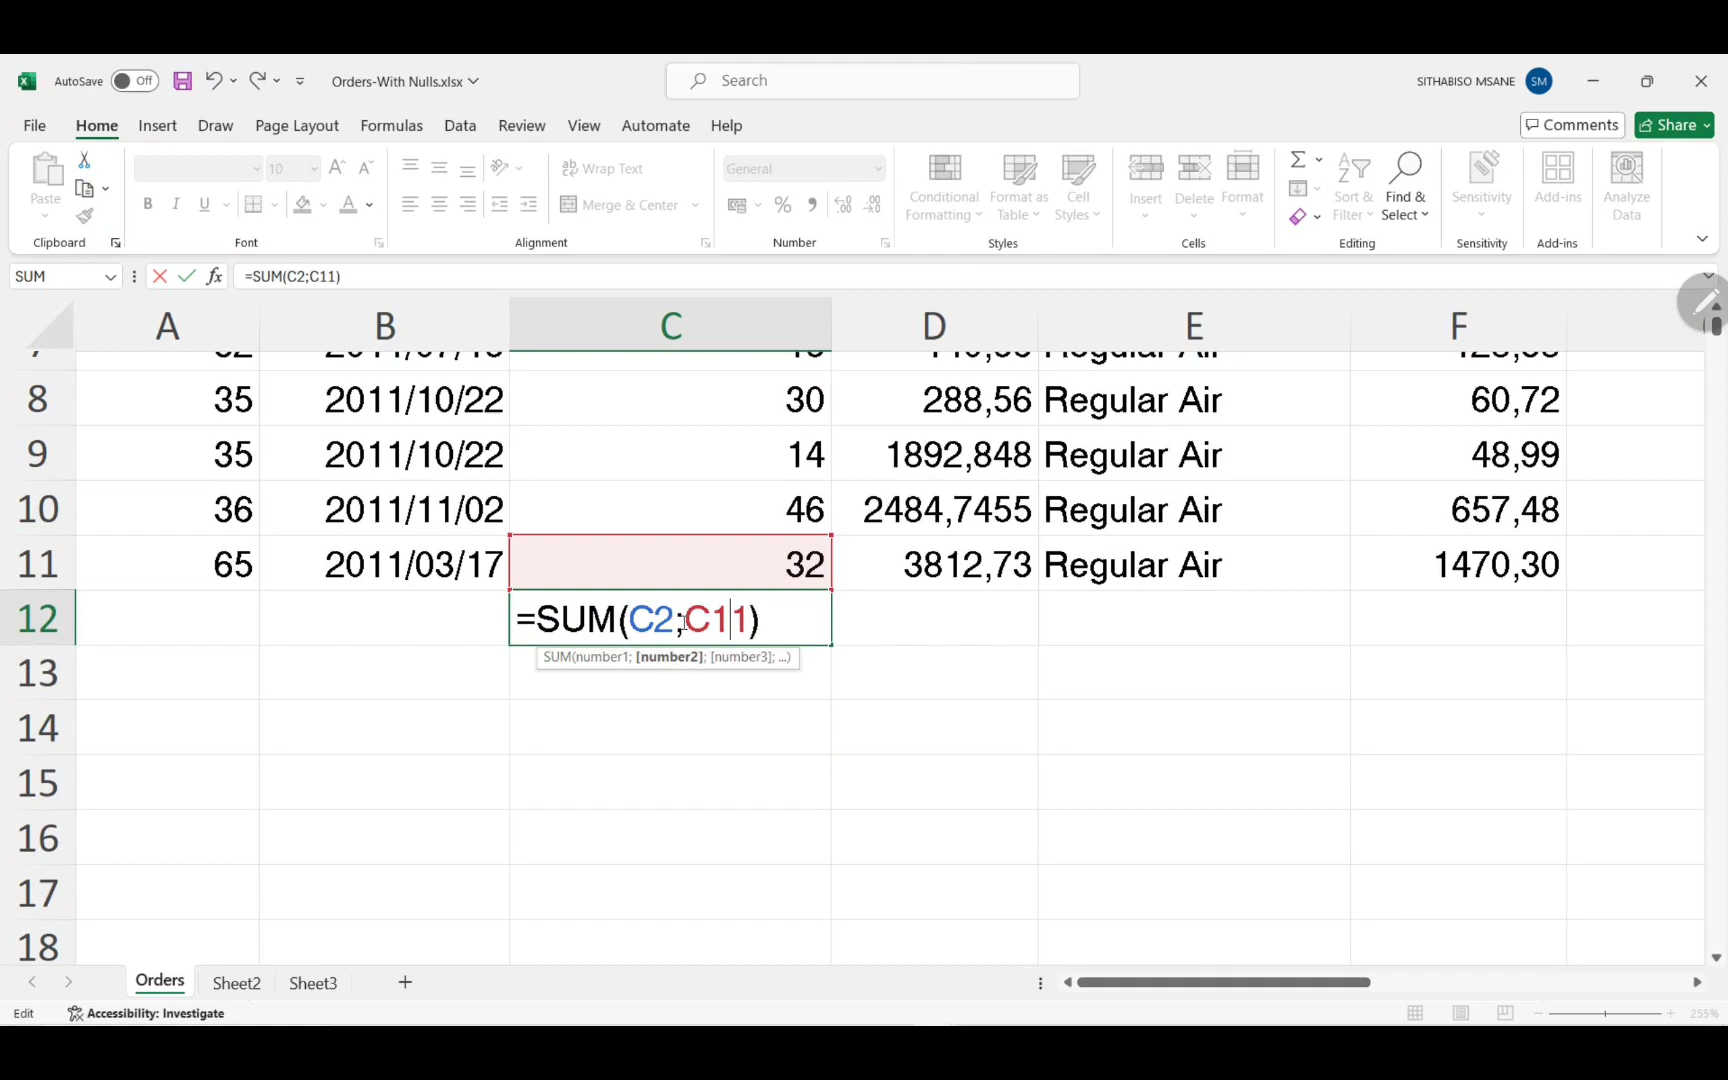 AutoSave Off Orders-With Nulls.xlsx Search SITHABISO MSANE SM
File Home Insert Draw Page Layout Formulas Data Review View Automate Help Comments Share
Paste 10 Wrap Text General Conditional Formatting Format as Table Cell Styles Insert Delete Format Sort & Filter Find & Select Sensitivity Add-ins Analyze Data
B I U A Merge & Center %
Clipboard Font Alignment Number Styles Cells Editing Sensitivity Add-ins
SUM fx =SUM(C2;C11)
A B C D E F
8 35 2011/10/22 30 288,56 Regular Air 60,72
9 35 2011/10/22 14 1892,848 Regular Air 48,99
10 36 2011/11/02 46 2484,7455 Regular Air 657,48
11 65 2011/03/17 32 3812,73 Regular Air 1470,30
12 =SUM(C2;C11)
SUM(number1; [number2]; [number3]; ...)
13
14
15
16
17
18
Orders Sheet2 Sheet3
Edit Accessibility: Investigate 255%